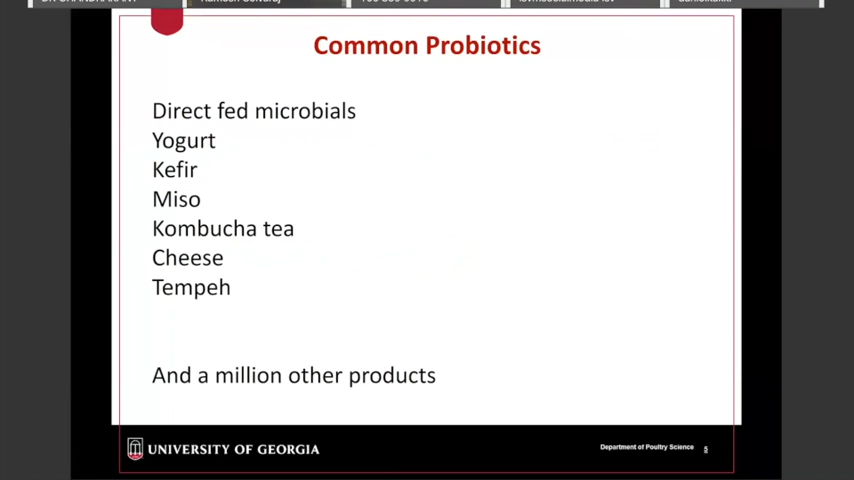 Common Probiotics
Direct fed microbials
Yogurt
Kefir
Miso
Kombucha tea
Cheese
Tempeh
And a million other products
UNIVERSITY OF GEORGIA
Department of Poultry Science 5